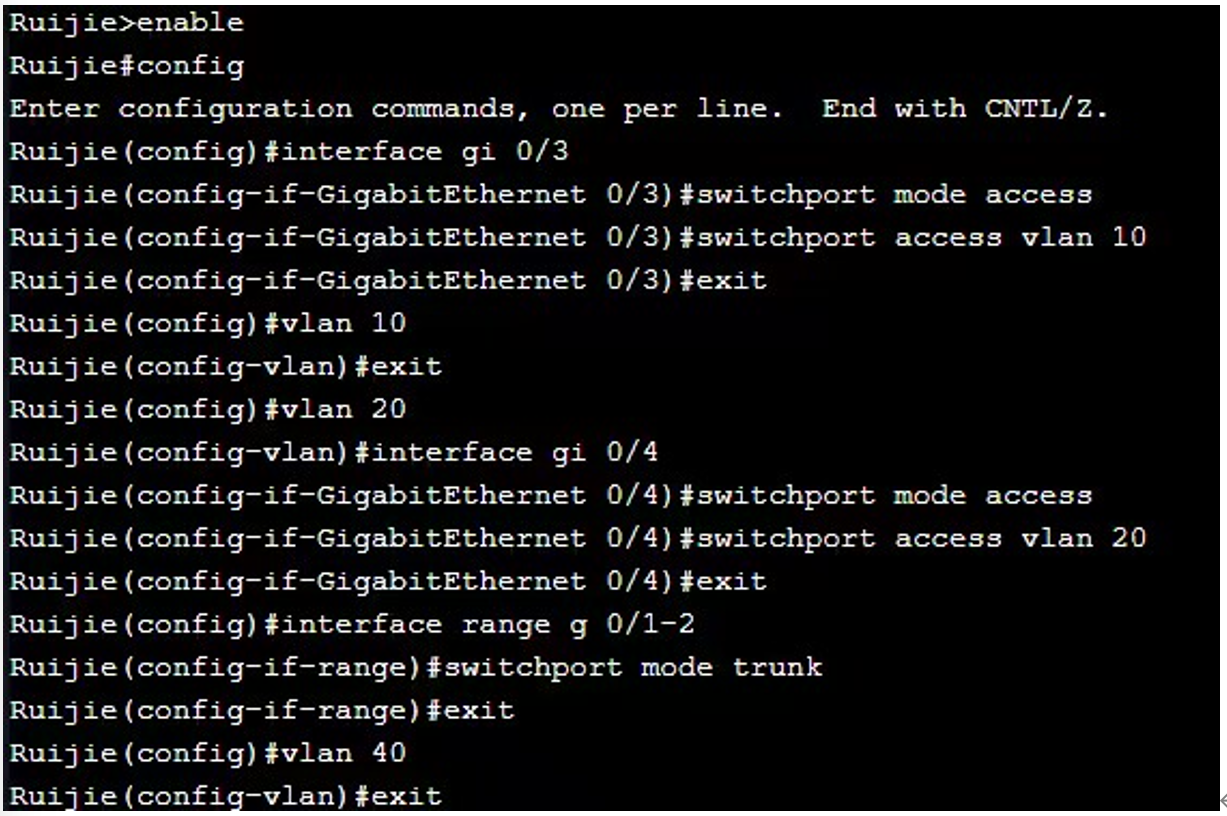 Ruijie>enable
Ruijie#config
Enter configuration commands, one per line.  End with CNTL/Z.
Ruijie(config)#interface gi 0/3
Ruijie(config-if-GigabitEthernet 0/3)#switchport mode access
Ruijie(config-if-GigabitEthernet 0/3)#switchport access vlan 10
Ruijie(config-if-GigabitEthernet 0/3)#exit
Ruijie(config)#vlan 10
Ruijie(config-vlan)#exit
Ruijie(config)#vlan 20
Ruijie(config-vlan)#interface gi 0/4
Ruijie(config-if-GigabitEthernet 0/4)#switchport mode access
Ruijie(config-if-GigabitEthernet 0/4)#switchport access vlan 20
Ruijie(config-if-GigabitEthernet 0/4)#exit
Ruijie(config)#interface range g 0/1-2
Ruijie(config-if-range)#switchport mode trunk
Ruijie(config-if-range)#exit
Ruijie(config)#vlan 40
Ruijie(config-vlan)#exit